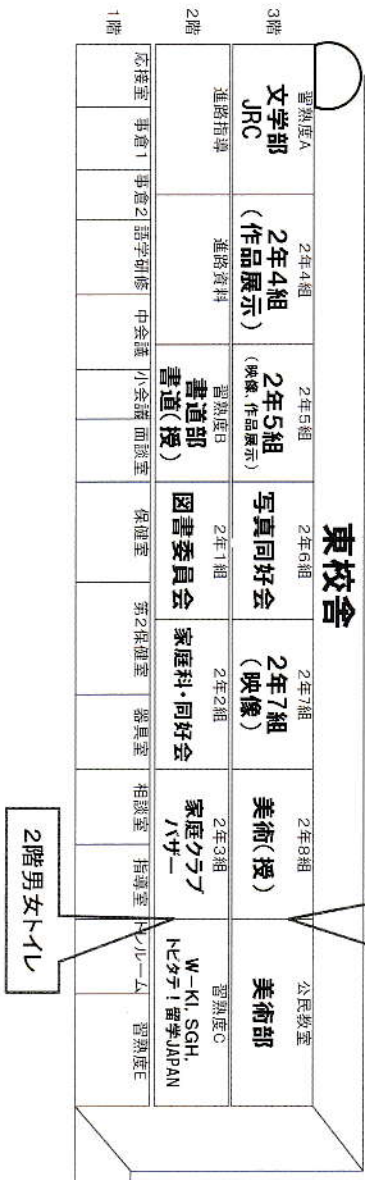 東校舎
3階
習熟度A
文学部
JRC
2年4組
2年4組
(作品展示)
2年5組
2年5組
(映像、作品展示)
2年6組
写真同好会
2年7組
2年7組
(映像)
2年8組
美術(授)
公民教室
美術部
2階
進路指導
進路資料
習熟度B
書道部
書道(授)
2年1組
図書委員会
2年2組
家庭科・同好会
2年3組
家庭クラブ
バザー
習熟度C
W-KI, SGH,
トビタテ!留学JAPAN
1階
応接室
事倉1
事倉2
語学研修
中会議
小会議
面談室
保健室
第2保健室
器具室
相談室
指導室
トレルーム
習熟度E
2階男女トイレ